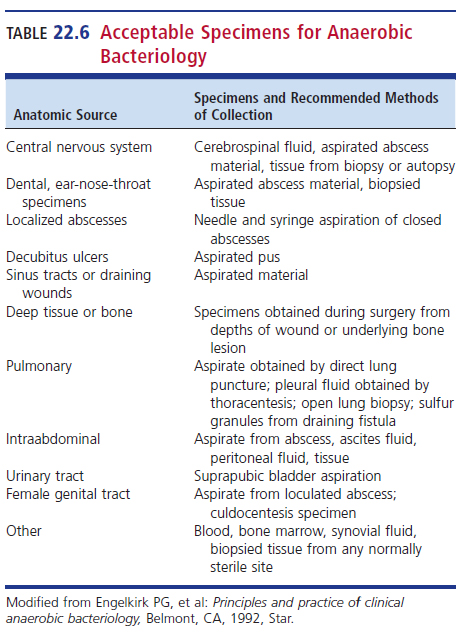 TABLE 22.6 Acceptable Specimens for Anaerobic
Bacteriology
Anatomic Source
Specimens and Recommended Methods
of Collection
Central nervous system
Cerebrospinal fluid, aspirated abscess
material, tissue from biopsy or autopsy
Dental, ear-nose-throat
specimens
Aspirated abscess material, biopsied
tissue
Localized abscesses
Needle and syringe aspiration of closed
abscesses
Decubitus ulcers
Aspirated pus
Sinus tracts or draining
wounds
Aspirated material
Deep tissue or bone
Specimens obtained during surgery from
depths of wound or underlying bone
lesion
Pulmonary
Aspirate obtained by direct lung
puncture; pleural fluid obtained by
thoracentesis; open lung biopsy; sulfur
granules from draining fistula
Intraabdominal
Aspirate from abscess, ascites fluid,
peritoneal fluid, tissue
Urinary tract
Suprapubic bladder aspiration
Female genital tract
Aspirate from loculated abscess;
culdocentesis specimen
Other
Blood, bone marrow, synovial fluid,
biopsied tissue from any normally
sterile site
Modified from Engelkirk PG, et al: Principles and practice of clinical
anaerobic bacteriology, Belmont, CA, 1992, Star.